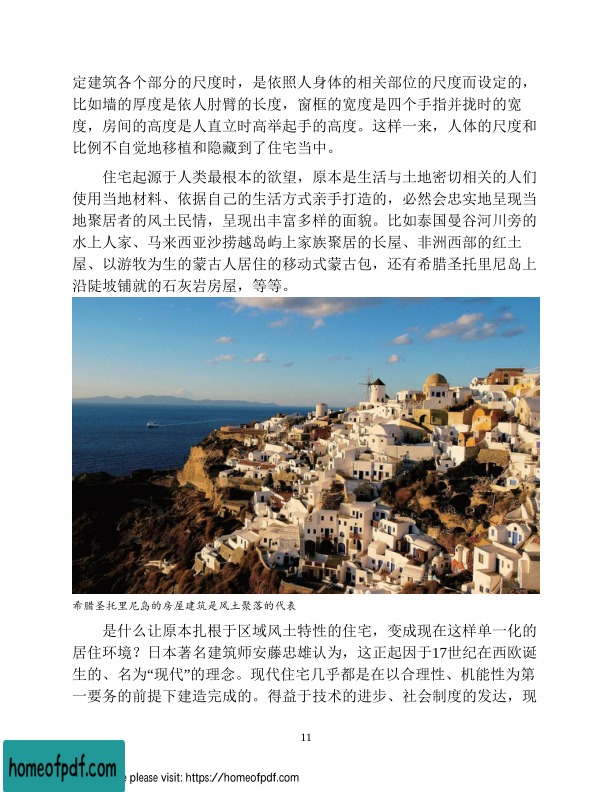 定建筑各个部分的尺度时，是依照人身体的相关部位的尺度而设定的，
比如墙的厚度是依人肘臂的长度，窗框的宽度是四个手指并拢时的宽
度，房间的高度是人直立时高举起手的高度。这样一来，人体的尺度和
比例不自觉地移植和隐藏到了住宅当中。
住宅起源于人类最根本的欲望，原本是生活与土地密切相关的人们
使用当地材料、依据自己的生活方式亲手打造的，必然会忠实地呈现当
地聚居者的风土民情，呈现出丰富多样的面貌。比如泰国曼谷河川旁的
水上人家、马来西亚沙捞越岛屿上家族聚居的长屋、非洲西部的红土
屋、以游牧为生的蒙古人居住的移动式蒙古包，还有希腊圣托里尼岛上
沿陡坡铺就的石灰岩房屋，等等。
希腊圣托里尼岛的房屋建筑是风土聚落的代表
是什么让原本扎根于区域风土特性的住宅，变成现在这样单一化的
居住环境？日本著名建筑师安藤忠雄认为，这正起因于17世纪在西欧诞
生的、名为“现代”的理念。现代住宅几乎都是在以合理性、机能性为第
一要务的前提下建造完成的。得益于技术的进步、社会制度的发达，现
11
homeofpdf.com
e please visit: https://homeofpdf.com